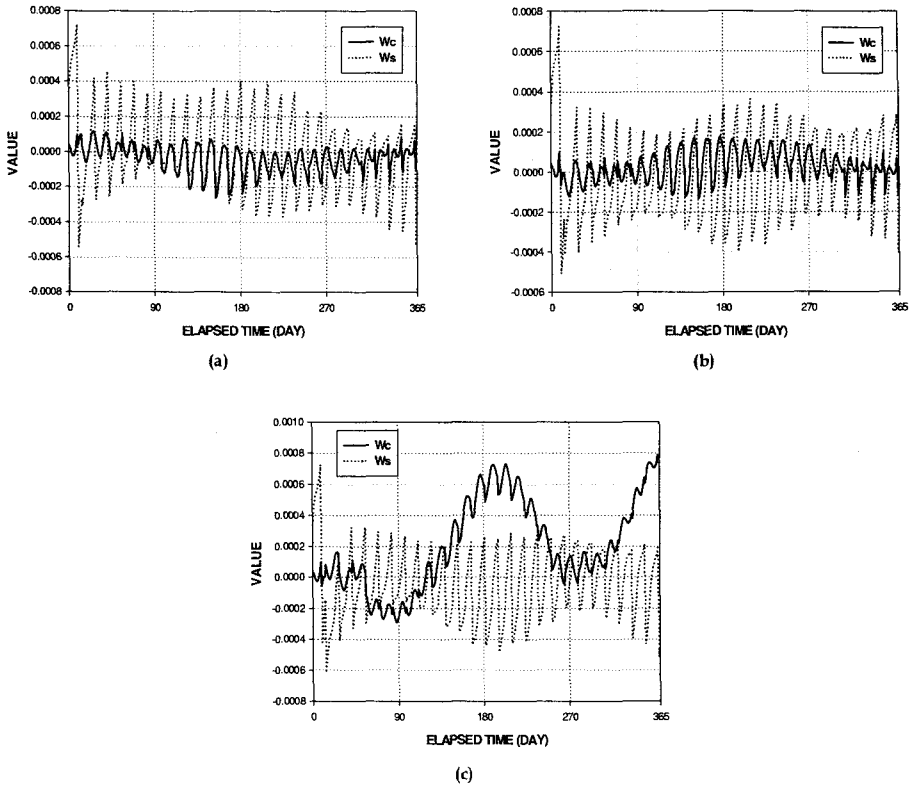 0.0008
0.0006
0.0004
0.0002
0.0000
-0.0002
-0.0004
-0.0006
-0.0008
VALUE
Wc
Ws
0 90 180 270 365
ELAPSED TIME (DAY)
(a)
0.0008
0.0006
0.0004
0.0002
0.0000
-0.0002
-0.0004
-0.0006
VALUE
Wc
Ws
0 90 180 270 365
ELAPSED TIME (DAY)
(b)
0.0010
0.0008
0.0006
0.0004
0.0002
0.0000
-0.0002
-0.0004
-0.0006
-0.0008
VALUE
Wc
Ws
0 90 180 270 365
ELAPSED TIME (DAY)
(c)